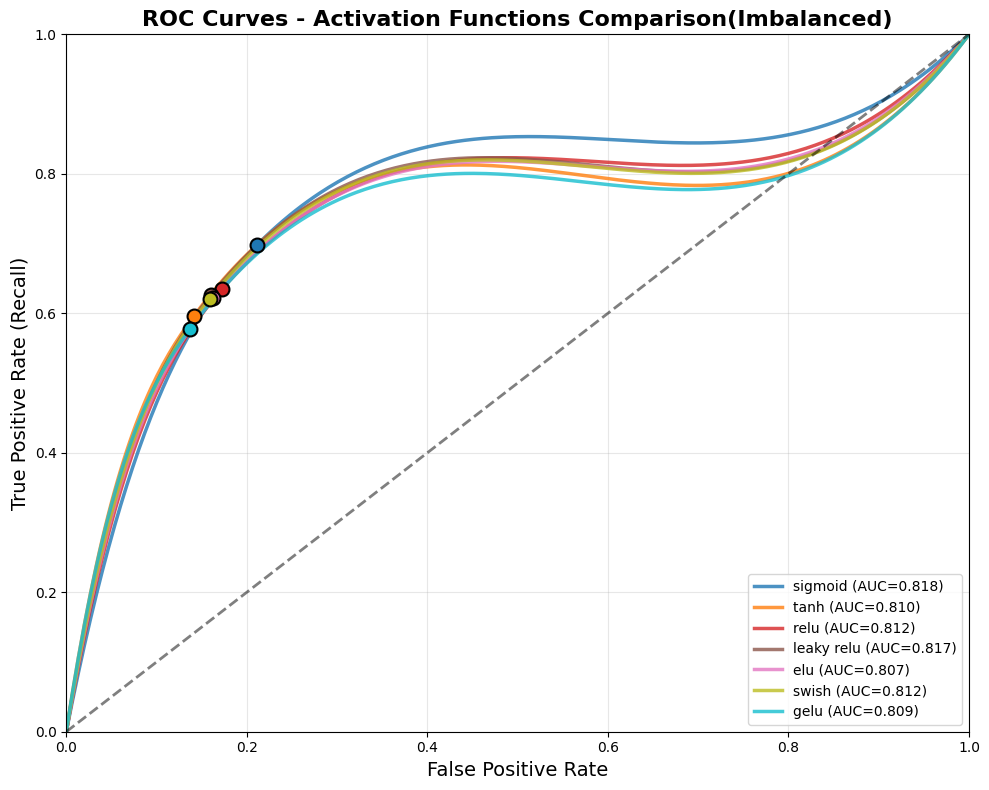 ROC Curves - Activation Functions Comparison(Imbalanced)
True Positive Rate (Recall)
1.0
0.8
0.6
0.4
0.2
0.0
0.0
0.2
0.4
0.6
0.8
1.0
False Positive Rate
sigmoid (AUC=0.818)
tanh (AUC=0.810)
relu (AUC=0.812)
leaky relu (AUC=0.817)
elu (AUC=0.807)
swish (AUC=0.812)
gelu (AUC=0.809)